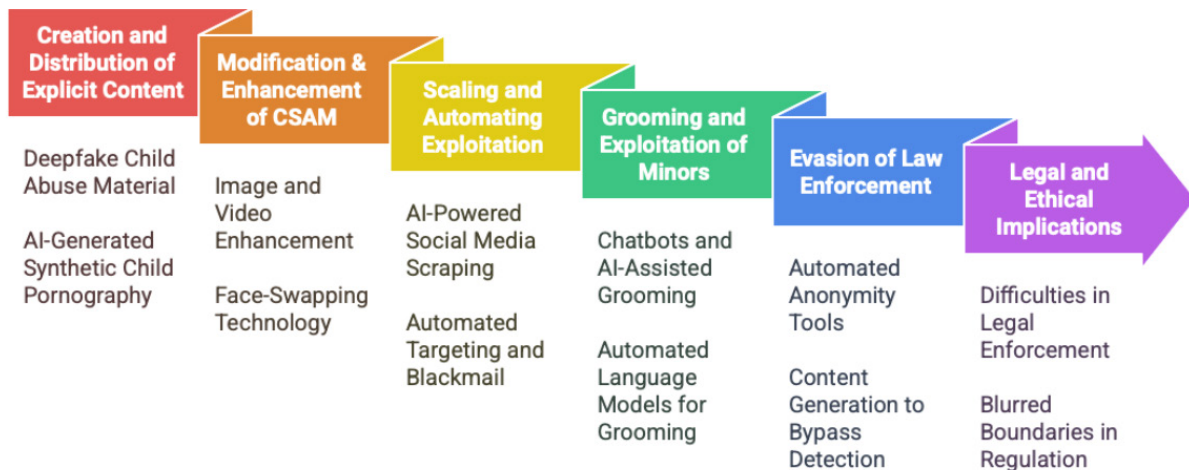 Creation and
Distribution of
Explicit Content
Deepfake Child
Abuse Material
AI-Generated
Synthetic Child
Pornography
Modification &
Enhancement
of CSAM
Image and
Video
Enhancement
Face-Swapping
Technology
Scaling and
Automating
Exploitation
AI-Powered
Social Media
Scraping
Automated
Targeting and
Blackmail
Grooming and
Exploitation of
Minors
Chatbots and
AI-Assisted
Grooming
Automated
Language
Models for
Grooming
Evasion of Law
Enforcement
Automated
Anonymity
Tools
Content
Generation to
Bypass
Detection
Legal and
Ethical
Implications
Difficulties in
Legal
Enforcement
Blurred
Boundaries in
Regulation